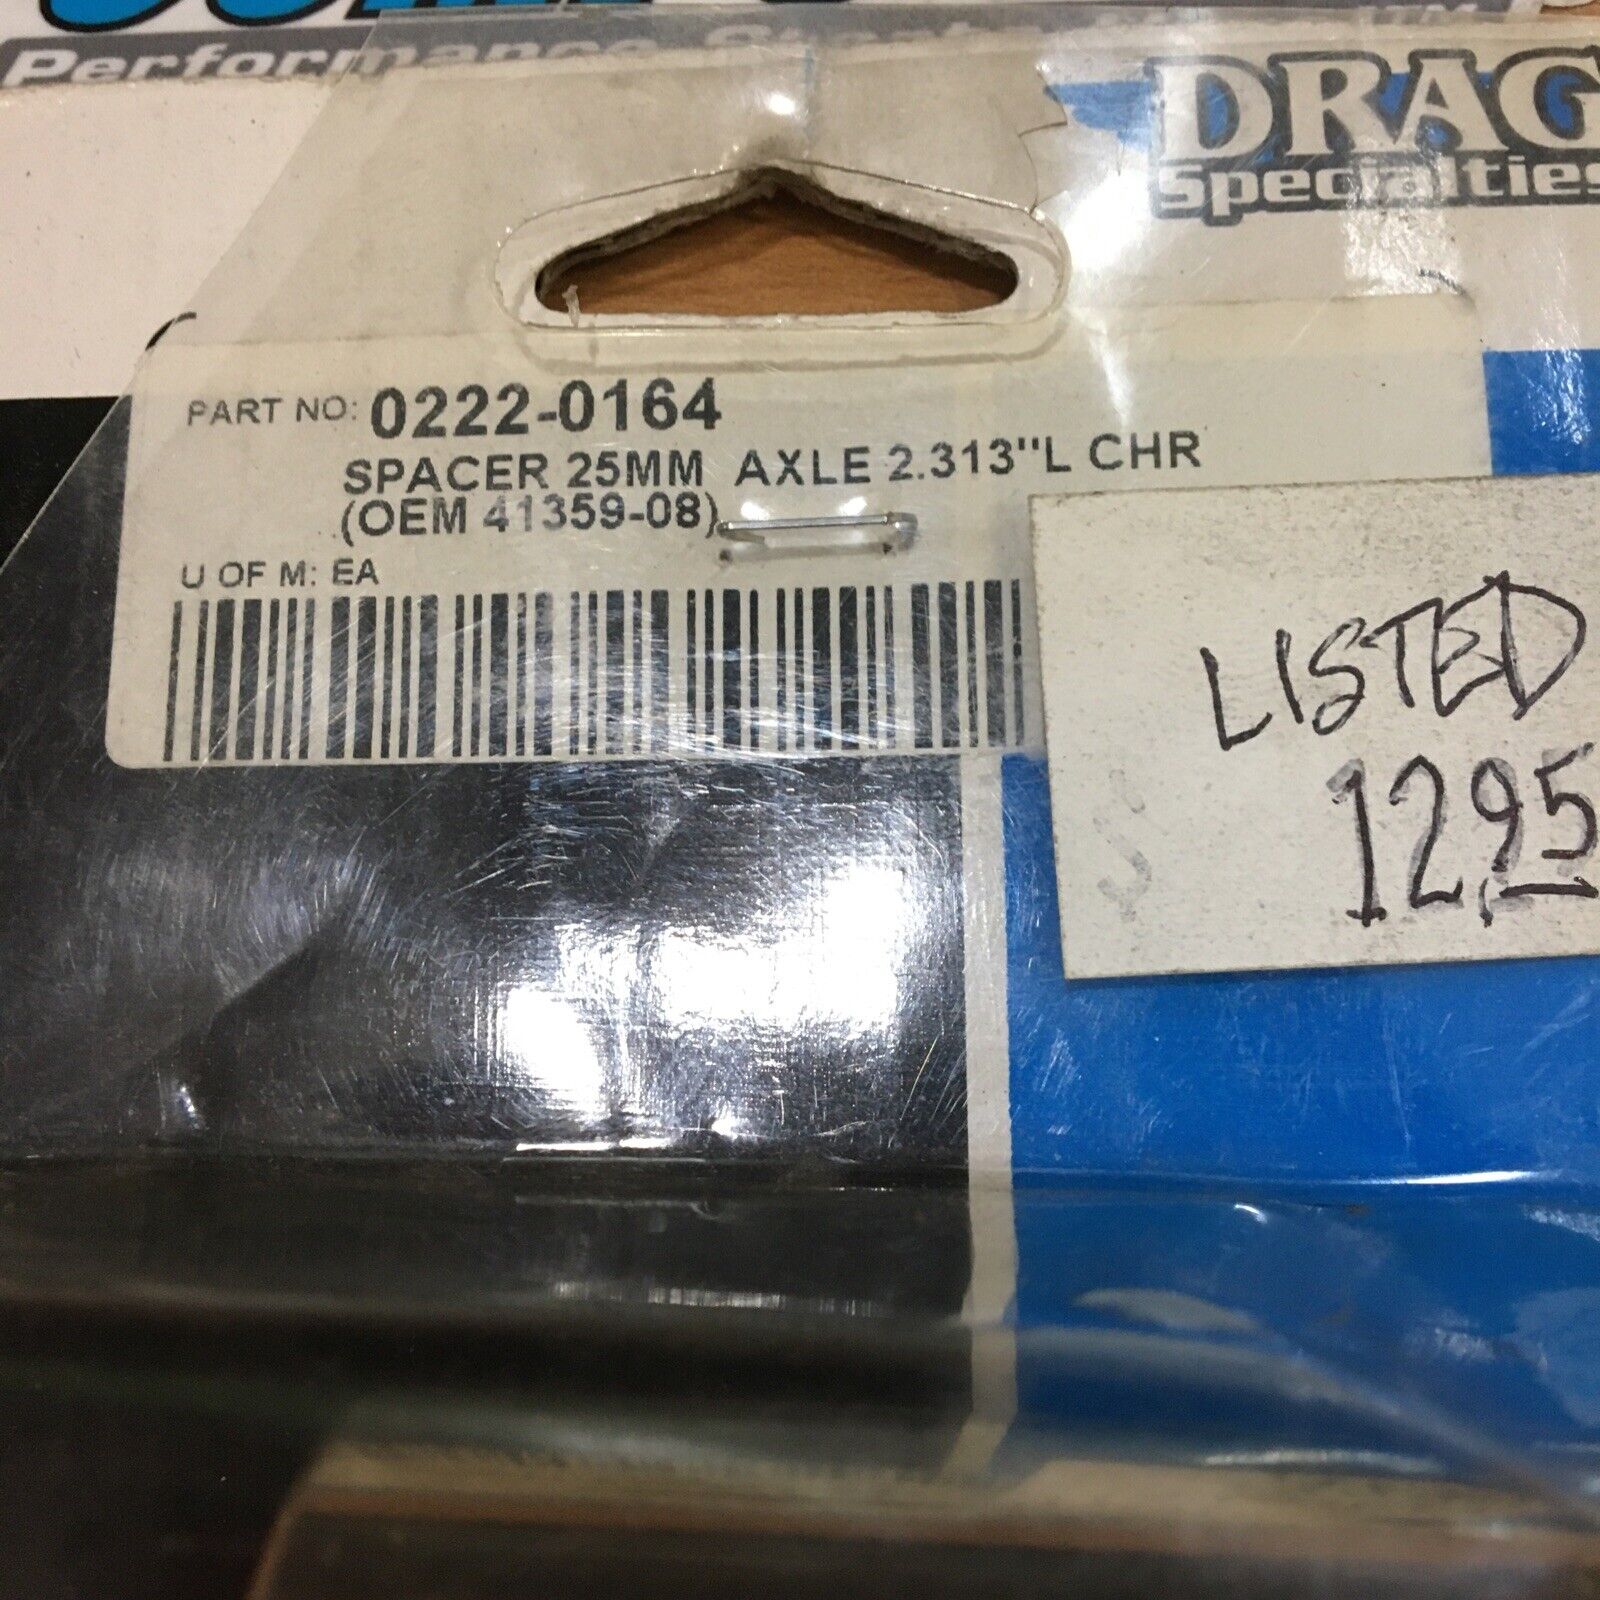 Performance
DRAG
Specialties
PART NO: 0222-0164
SPACER 25MM AXLE 2.313"L CHR
(OEM 41359-08)
U OF M: EA
LISTED
12.95